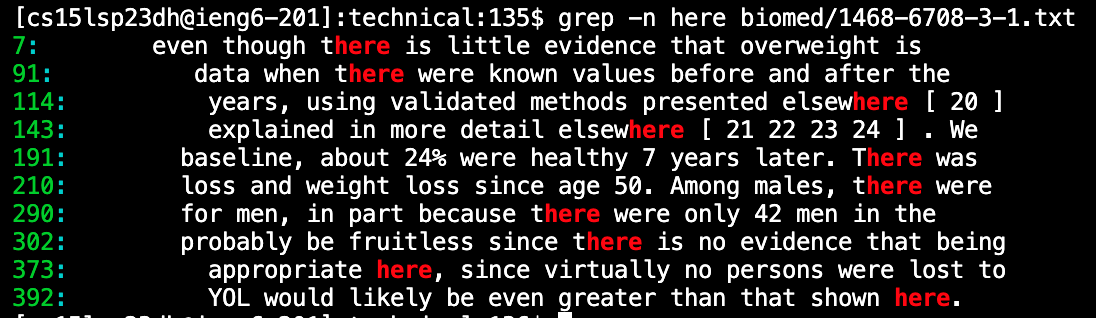 [cs15lsp23dh@ieng6-201]:technical:135$ grep -n here biomed/1468-6708-3-1.txt
7:        even though there is little evidence that overweight is
91:          data when there were known values before and after the
114:          years, using validated methods presented elsewhere [ 20 ]
143:          explained in more detail elsewhere [ 21 22 23 24 ] . We
191:        baseline, about 24% were healthy 7 years later. There was
210:        loss and weight loss since age 50. Among males, there were
290:        for men, in part because there were only 42 men in the
302:        probably be fruitless since there is no evidence that being
373:          appropriate here, since virtually no persons were lost to
392:          YOL would likely be even greater than that shown here.